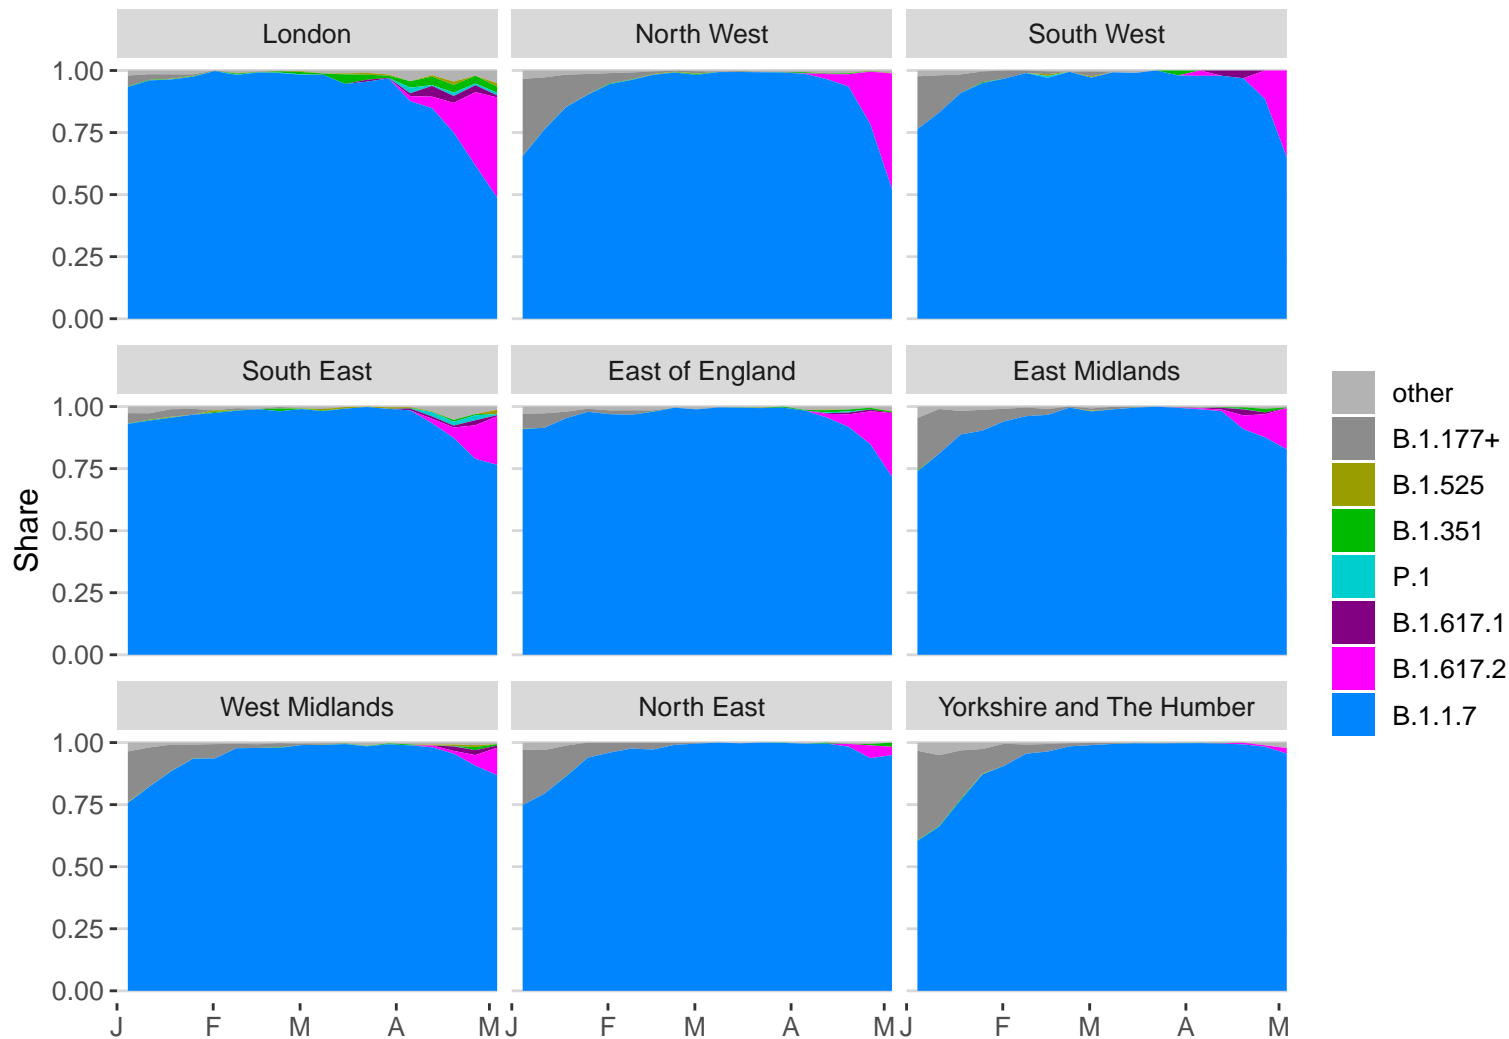 London
North West
South West
1.00
0.75
0.50
0.25
0.00
South East
East of England
East Midlands
1.00
0.75
0.50
0.25
0.00
Share
West Midlands
North East
Yorkshire and The Humber
1.00
0.75
0.50
0.25
0.00
J F M A M
J F M A M
J F M A M
other
B.1.177+
B.1.525
B.1.351
P.1
B.1.617.1
B.1.617.2
B.1.1.7